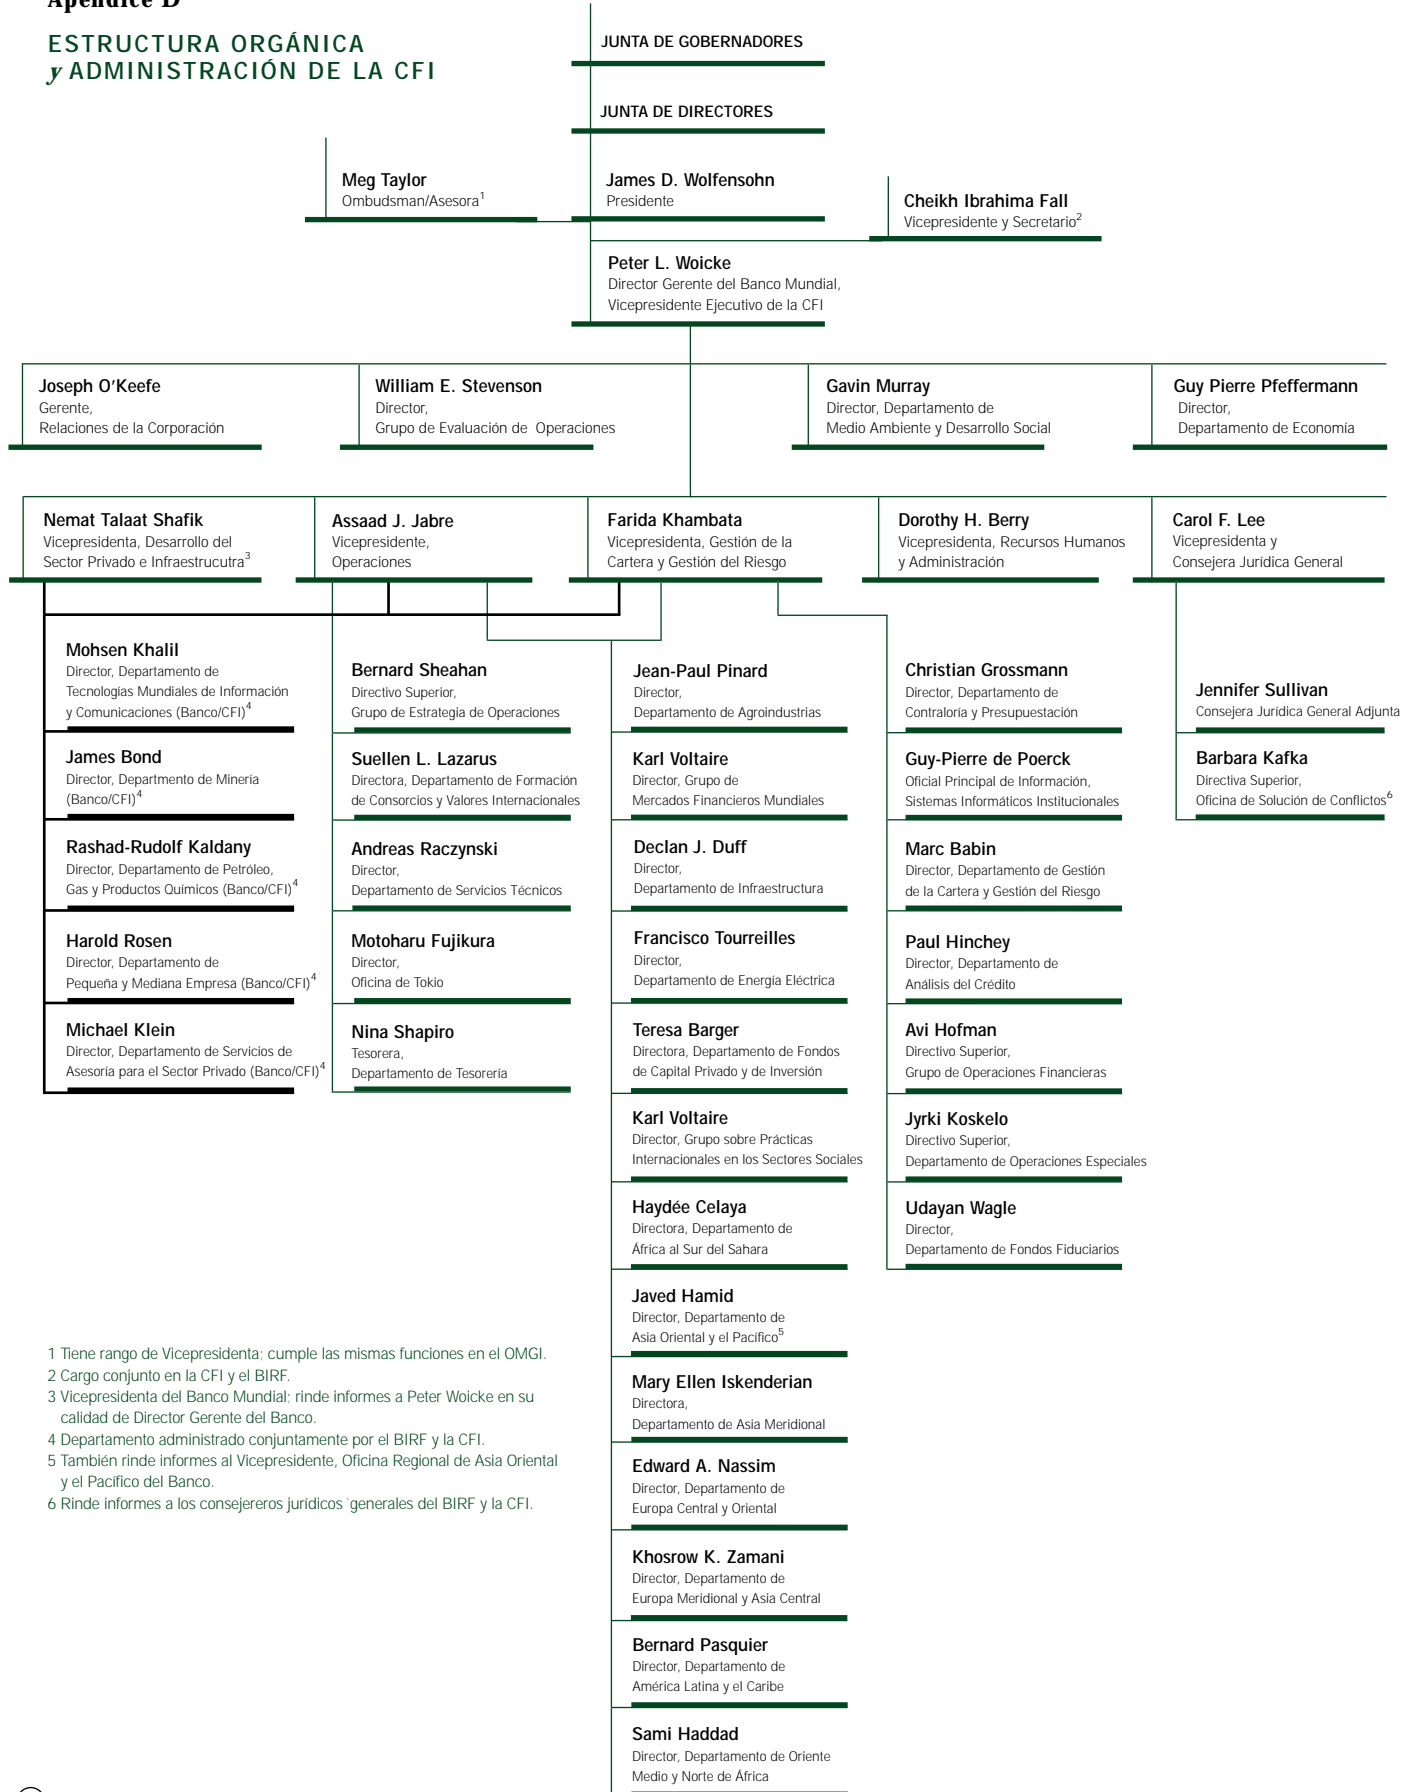 Apéndice D
ESTRUCTURA ORGÁNICA
y ADMINISTRACIÓN DE LA CFI
JUNTA DE GOBERNADORES
JUNTA DE DIRECTORES
Meg Taylor
Ombudsman/Asesora1
James D. Wolfensohn
Presidente
Cheikh Ibrahima Fall
Vicepresidente y Secretario2
Peter L. Woicke
Director Gerente del Banco Mundial,
Vicepresidente Ejecutivo de la CFI
Joseph O'Keefe
Gerente,
Relaciones de la Corporación
William E. Stevenson
Director,
Grupo de Evaluación de Operaciones
Gavin Murray
Director, Departamento de
Medio Ambiente y Desarrollo Social
Guy Pierre Pfeffermann
Director,
Departamento de Economía
Nemat Talaat Shafik
Vicepresidenta, Desarrollo del
Sector Privado e Infraestrucutra3
Assaad J. Jabre
Vicepresidente,
Operaciones
Farida Khambata
Vicepresidenta, Gestión de la
Cartera y Gestión del Riesgo
Dorothy H. Berry
Vicepresidenta, Recursos Humanos
y Administración
Carol F. Lee
Vicepresidenta y
Consejera Jurídica General
Mohsen Khalil
Director, Departamento de
Tecnologías Mundiales de Información
y Comunicaciones (Banco/CFI)4
James Bond
Director, Departmento de Minería
(Banco/CFI)4
Rashad-Rudolf Kaldany
Director, Departamento de Petróleo,
Gas y Productos Químicos (Banco/CFI)4
Harold Rosen
Director, Departamento de
Pequeña y Mediana Empresa (Banco/CFI)4
Michael Klein
Director, Departamento de Servicios de
Asesoría para el Sector Privado (Banco/CFI)4
Bernard Sheahan
Directivo Superior,
Grupo de Estrategia de Operaciones
Suellen L. Lazarus
Directora, Departamento de Formación
de Consorcios y Valores Internacionales
Andreas Raczynski
Director,
Departamento de Servicios Técnicos
Motoharu Fujikura
Director,
Oficina de Tokio
Nina Shapiro
Tesorera,
Departamento de Tesorería
Jean-Paul Pinard
Director,
Departamento de Agroindustrias
Karl Voltaire
Director, Grupo de
Mercados Financieros Mundiales
Declan J. Duff
Director,
Departamento de Infraestructura
Francisco Tourreilles
Director,
Departamento de Energía Eléctrica
Teresa Barger
Directora, Departamento de Fondos
de Capital Privado y de Inversión
Karl Voltaire
Director, Grupo sobre Prácticas
Internacionales en los Sectores Sociales
Haydée Celaya
Directora, Departamento de
África al Sur del Sahara
Javed Hamid
Director, Departamento de
Asia Oriental y el Pacífico5
Mary Ellen Iskenderian
Directora,
Departamento de Asia Meridional
Edward A. Nassim
Director, Departamento de
Europa Central y Oriental
Khosrow K. Zamani
Director, Departamento de
Europa Meridional y Asia Central
Bernard Pasquier
Director, Departamento de
América Latina y el Caribe
Sami Haddad
Director, Departamento de Oriente
Medio y Norte de África
Christian Grossmann
Director, Departamento de
Contraloría y Presupuestación
Guy-Pierre de Poerck
Oficial Principal de Información,
Sistemas Informáticos Institucionales
Marc Babin
Director, Departamento de Gestión
de la Cartera y Gestión del Riesgo
Paul Hinchey
Director, Departamento de
Análisis del Crédito
Avi Hofman
Directivo Superior,
Grupo de Operaciones Financieras
Jyrki Koskelo
Directivo Superior,
Departamento de Operaciones Especiales
Udayan Wagle
Director,
Departamento de Fondos Fiduciarios
Jennifer Sullivan
Consejera Jurídica General Adjunta
Barbara Kafka
Directiva Superior,
Oficina de Solución de Conflictos6
1 Tiene rango de Vicepresidenta; cumple las mismas funciones en el OMGI.
2 Cargo conjunto en la CFI y el BIRF.
3 Vicepresidenta del Banco Mundial; rinde informes a Peter Woicke en su
calidad de Director Gerente del Banco.
4 Departamento administrado conjuntamente por el BIRF y la CFI.
5 También rinde informes al Vicepresidente, Oficina Regional de Asia Oriental
y el Pacífico del Banco.
6 Rinde informes a los consejereros jurídicos `generales del BIRF y la CFI.